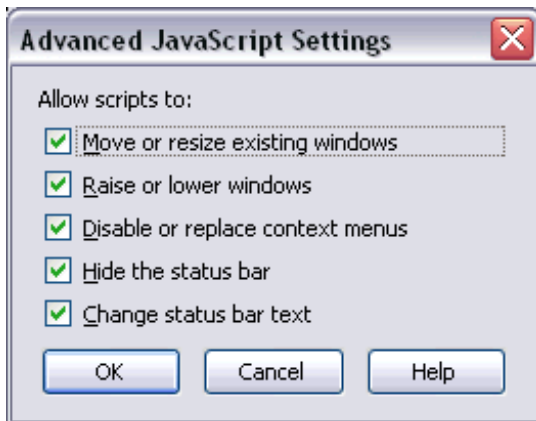 Advanced JavaScript Settings
Allow scripts to:
Move or resize existing windows
Raise or lower windows
Disable or replace context menus
Hide the status bar
Change status bar text
OK Cancel Help